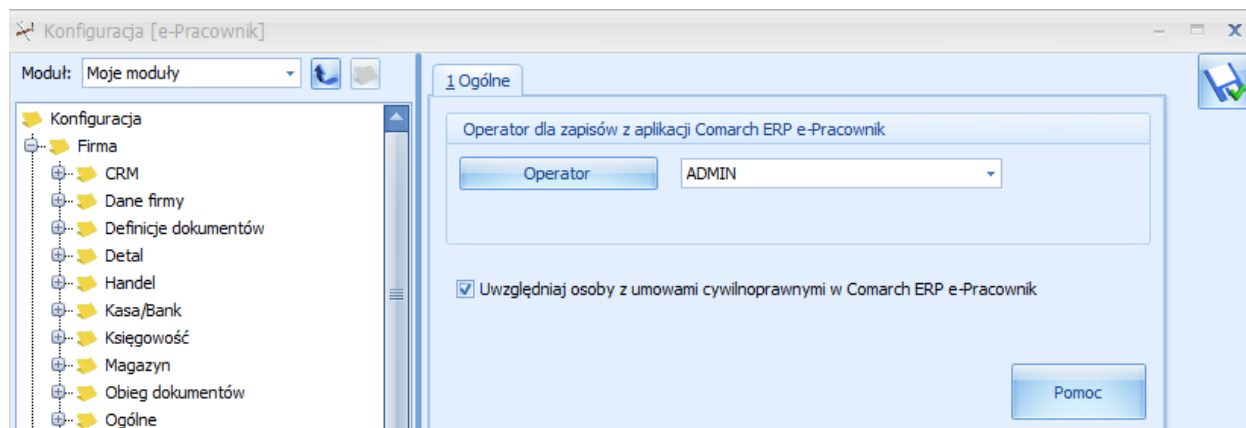 Konfiguracja [e-Pracownik]
Moduł: Moje moduły
Konfiguracja
Firma
CRM
Dane firmy
Definicje dokumentów
Detal
Handel
Kasa/Bank
Księgowość
Magazyn
Obieg dokumentów
Ogólne
1 Ogólne
Operator dla zapisów z aplikacji Comarch ERP e-Pracownik
Operator ADMIN
Uwzględniaj osoby z umowami cywilnoprawnymi w Comarch ERP e-Pracownik
Pomoc